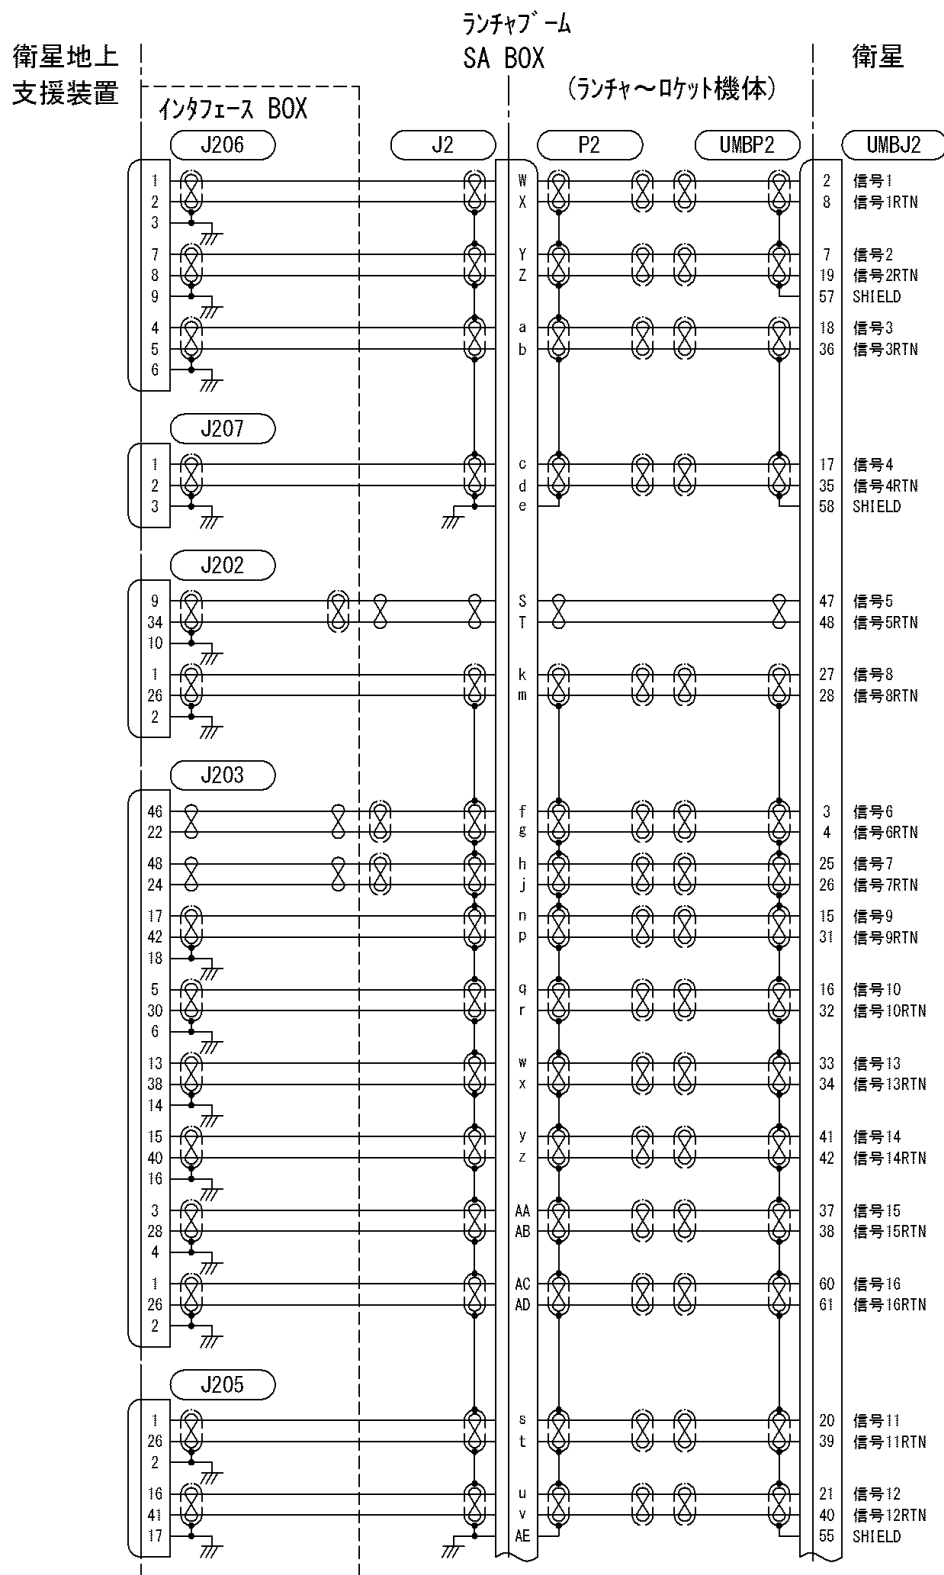 ランチャブーム
衛星地上 SA BOX 衛星
支援装置 (ランチャ～ロケット機体)
インタフェース BOX
J206 J2 P2 UMBP2 UMBJ2
1 W 2 信号1
2 X 8 信号1RTN
3
7 Y 7 信号2
8 Z 19 信号2RTN
9 57 SHIELD
4 a 18 信号3
5 b 36 信号3RTN
6
J207
1 c 17 信号4
2 d 35 信号4RTN
3 e 58 SHIELD
J202
9 S 47 信号5
34 T 48 信号5RTN
10
1 k 27 信号8
26 m 28 信号8RTN
2
J203
46 f 3 信号6
22 g 4 信号6RTN
48 h 25 信号7
24 j 26 信号7RTN
17 n 15 信号9
42 p 31 信号9RTN
18
5 q 16 信号10
30 r 32 信号10RTN
6
13 w 33 信号13
38 x 34 信号13RTN
14
15 y 41 信号14
40 z 42 信号14RTN
16
3 AA 37 信号15
28 AB 38 信号15RTN
4
1 AC 60 信号16
26 AD 61 信号16RTN
2
J205
1 s 20 信号11
26 t 39 信号11RTN
2
16 u 21 信号12
41 v 40 信号12RTN
17 AE 55 SHIELD